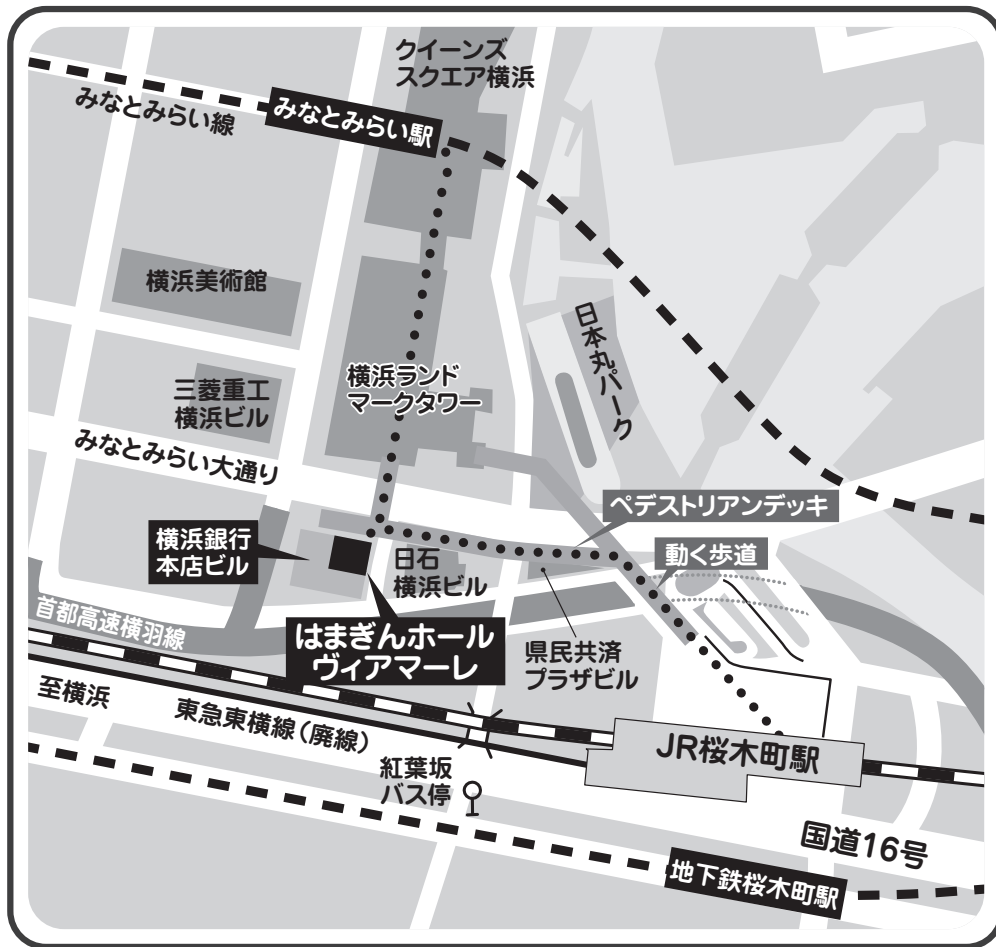 クイーンズ
スクエア横浜
みなとみらい線
みなとみらい駅
横浜美術館
日本丸パーク
横浜ランド
マークタワー
三菱重工
横浜ビル
みなとみらい大通り
ペデストリアンデッキ
横浜銀行
本店ビル
日石
横浜ビル
動く歩道
首都高速横羽線
はまぎんホール
ヴィアマーレ
県民共済
プラザビル
至横浜
東急東横線(廃線)
JR桜木町駅
紅葉坂
バス停
国道16号
地下鉄桜木町駅